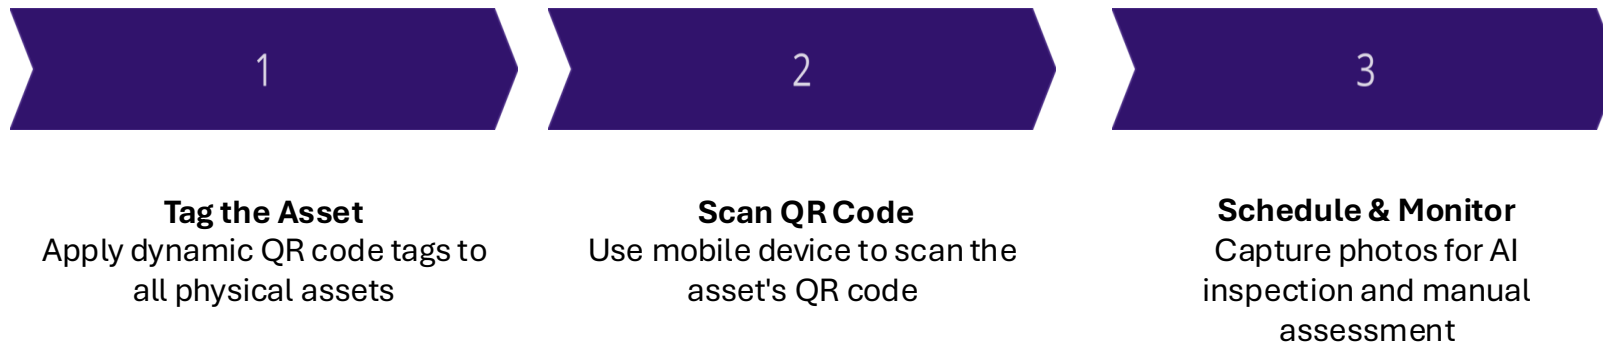 1
2
3
Tag the Asset
Apply dynamic QR code tags to
all physical assets
Scan QR Code
Use mobile device to scan the
asset's QR code
Schedule & Monitor
Capture photos for AI
inspection and manual
assessment